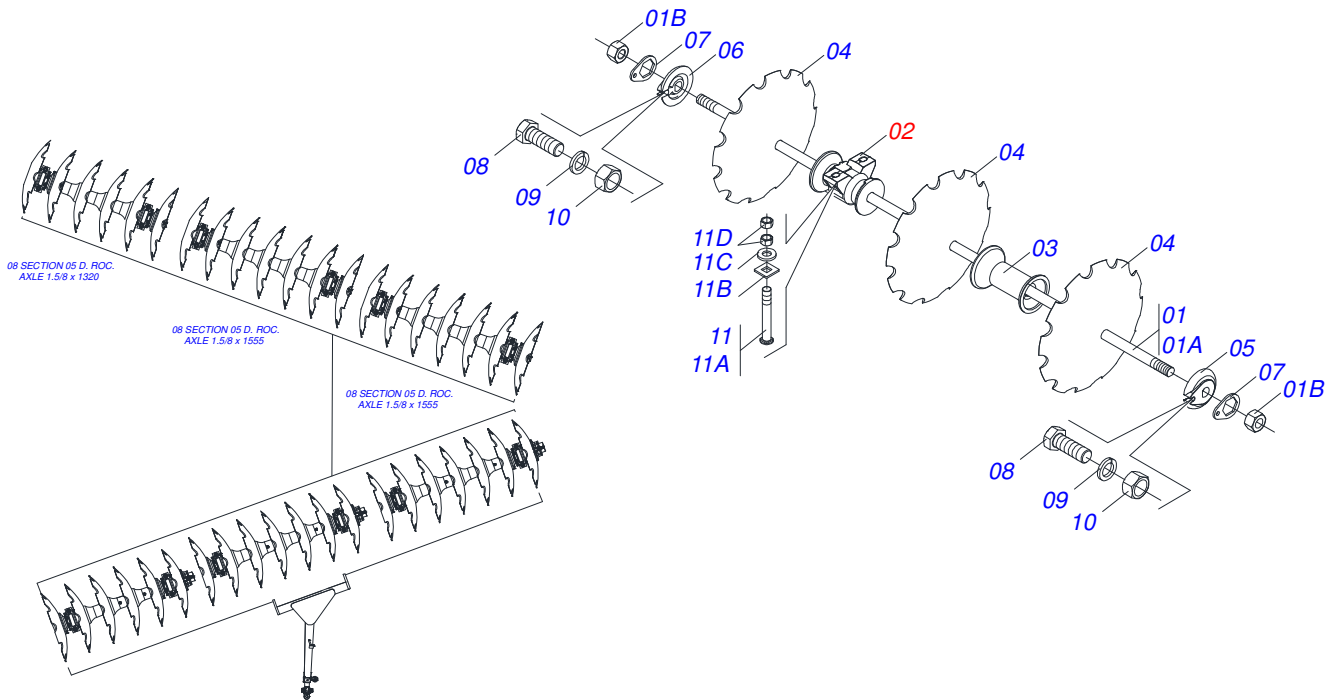 01B
07
06
04
02
04
04
03
08
09
10
11D
11C
11B
11
11A
01
01A
05
07
01B
08
09
10
08 SECTION 05 D. ROC.
AXLE 1.5/8 x 1320
08 SECTION 05 D. ROC.
AXLE 1.5/8 x 1555
08 SECTION 05 D. ROC.
AXLE 1.5/8 x 1555